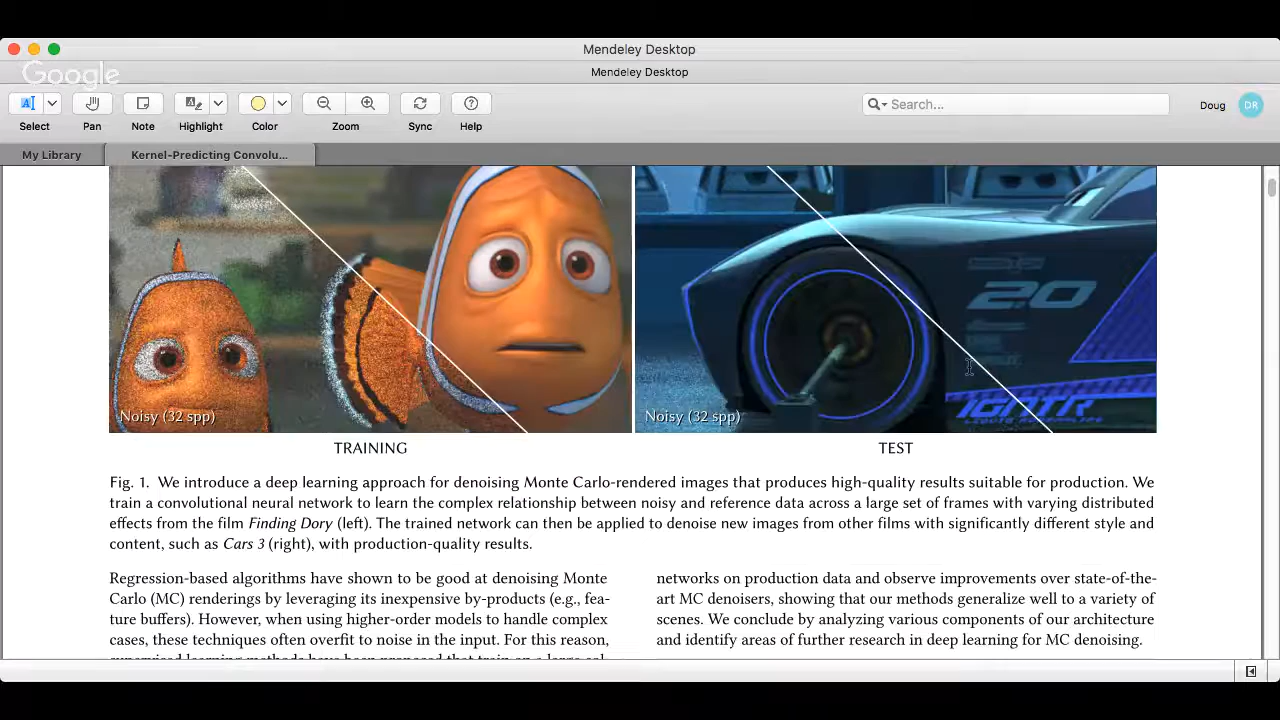 Mendeley Desktop
Google
Mendeley Desktop
Search...
Doug
DR
Select
Pan
Note
Highlight
Color
Zoom
Sync
Help
My Library
Kernel-Predicting Convolu...
20
IGNTR
Noisy (32 spp)
Noisy (32 spp)
TRAINING
TEST
Fig. 1. We introduce a deep learning approach for denoising Monte Carlo-rendered images that produces high-quality results suitable for production. We
train a convolutional neural network to learn the complex relationship between noisy and reference data across a large set of frames with varying distributed
effects from the film Finding Dory (left). The trained network can then be applied to denoise new images from other films with significantly different style and
content, such as Cars 3 (right), with production-quality results.
Regression-based algorithms have shown to be good at denoising Monte
Carlo (MC) renderings by leveraging its inexpensive by-products (e.g., fea-
ture buffers). However, when using higher-order models to handle complex
cases, these techniques often overfit to noise in the input. For this reason,
networks on production data and observe improvements over state-of-the-
art MC denoisers, showing that our methods generalize well to a variety of
scenes. We conclude by analyzing various components of our architecture
and identify areas of further research in deep learning for MC denoising.